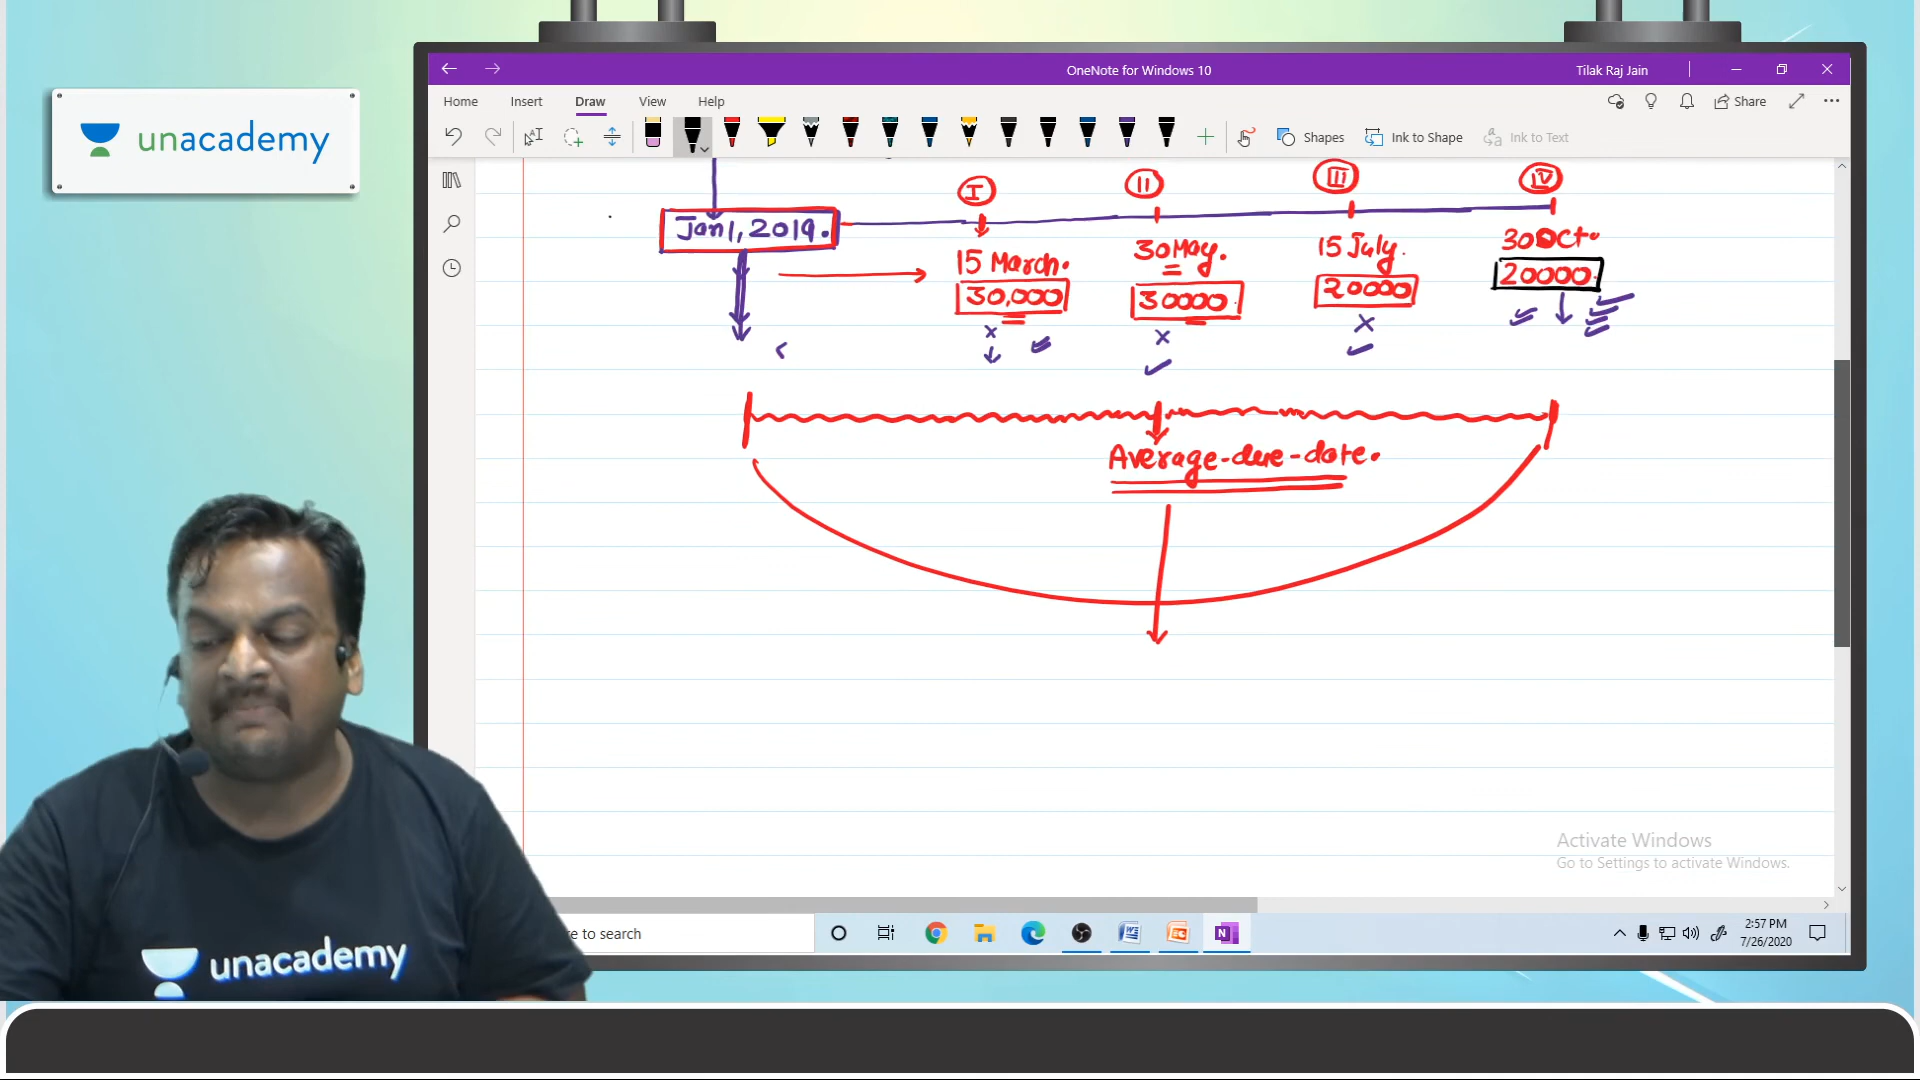 unacademy
OneNote for Windows 10
Tilak Raj Jain
Home Insert Draw View Help
Share
Shapes
Ink to Shape
Ink to Text
I II III IV
Jan 1, 2019.
15 March. 30 May. 15 July. 30 Oct.
30,000 30000 20000 20000
Average-due-date.
unacademy
Activate Windows
Go to Settings to activate Windows.
e to search
2:57 PM
7/26/2020